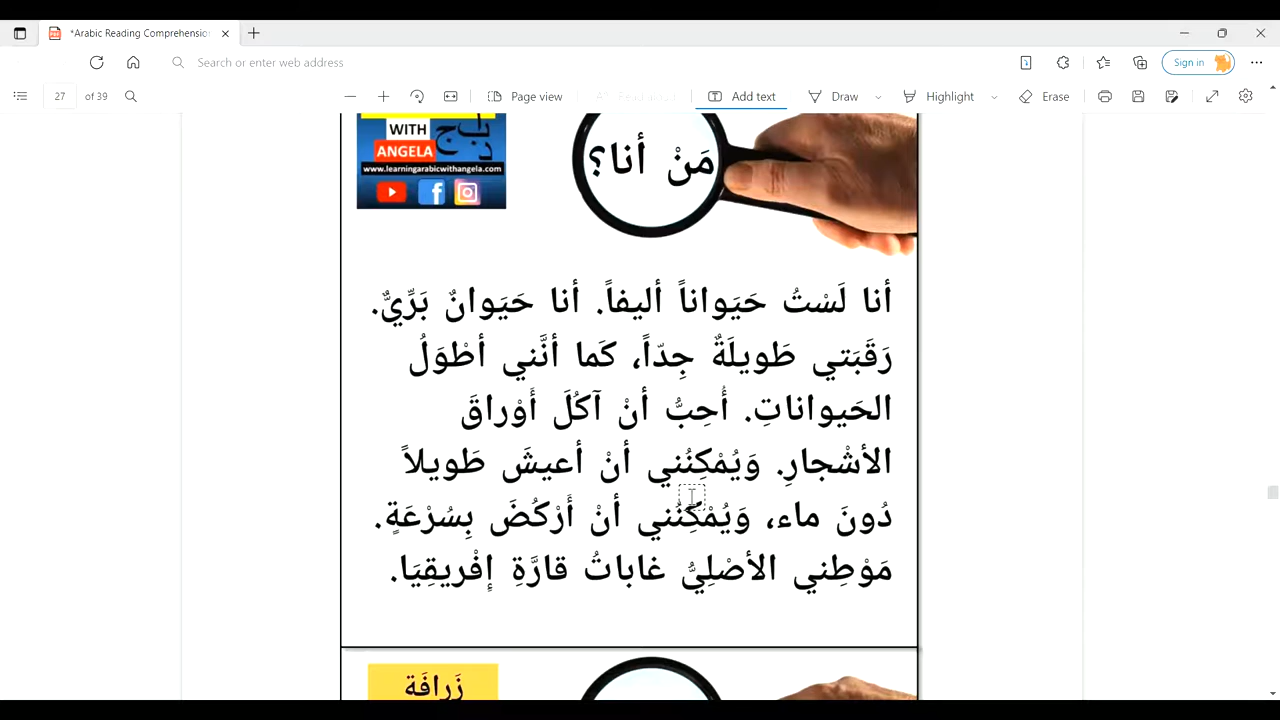 *Arabic Reading Comprehensio
Search or enter web address
Sign in
27 of 39
Page view
Add text
Draw
Highlight
Erase
WITH
ANGELA
www.learningarabicwithangela.com
مَنْ أنا؟
أنا لَسْتُ حَيَواناً أليفاً. أنا حَيَوانٌ بَرِّيٌّ.
رَقَبَتي طَويلَةٌ جِدّاً، كَما أنَّني أطْوَلُ
الحَيواناتِ. أُحِبُّ أنْ آكُلَ أَوْراقَ
الأشْجارِ. وَيُمْكِنُني أنْ أعيشَ طَويلاً
دُونَ ماء، وَيُمْكِنُني أنْ أَرْكُضَ بِسُرْعَةٍ.
مَوْطِني الأصْلِيُّ غاباتُ قارَّةِ إفْريقِيَا.
زَرافَة